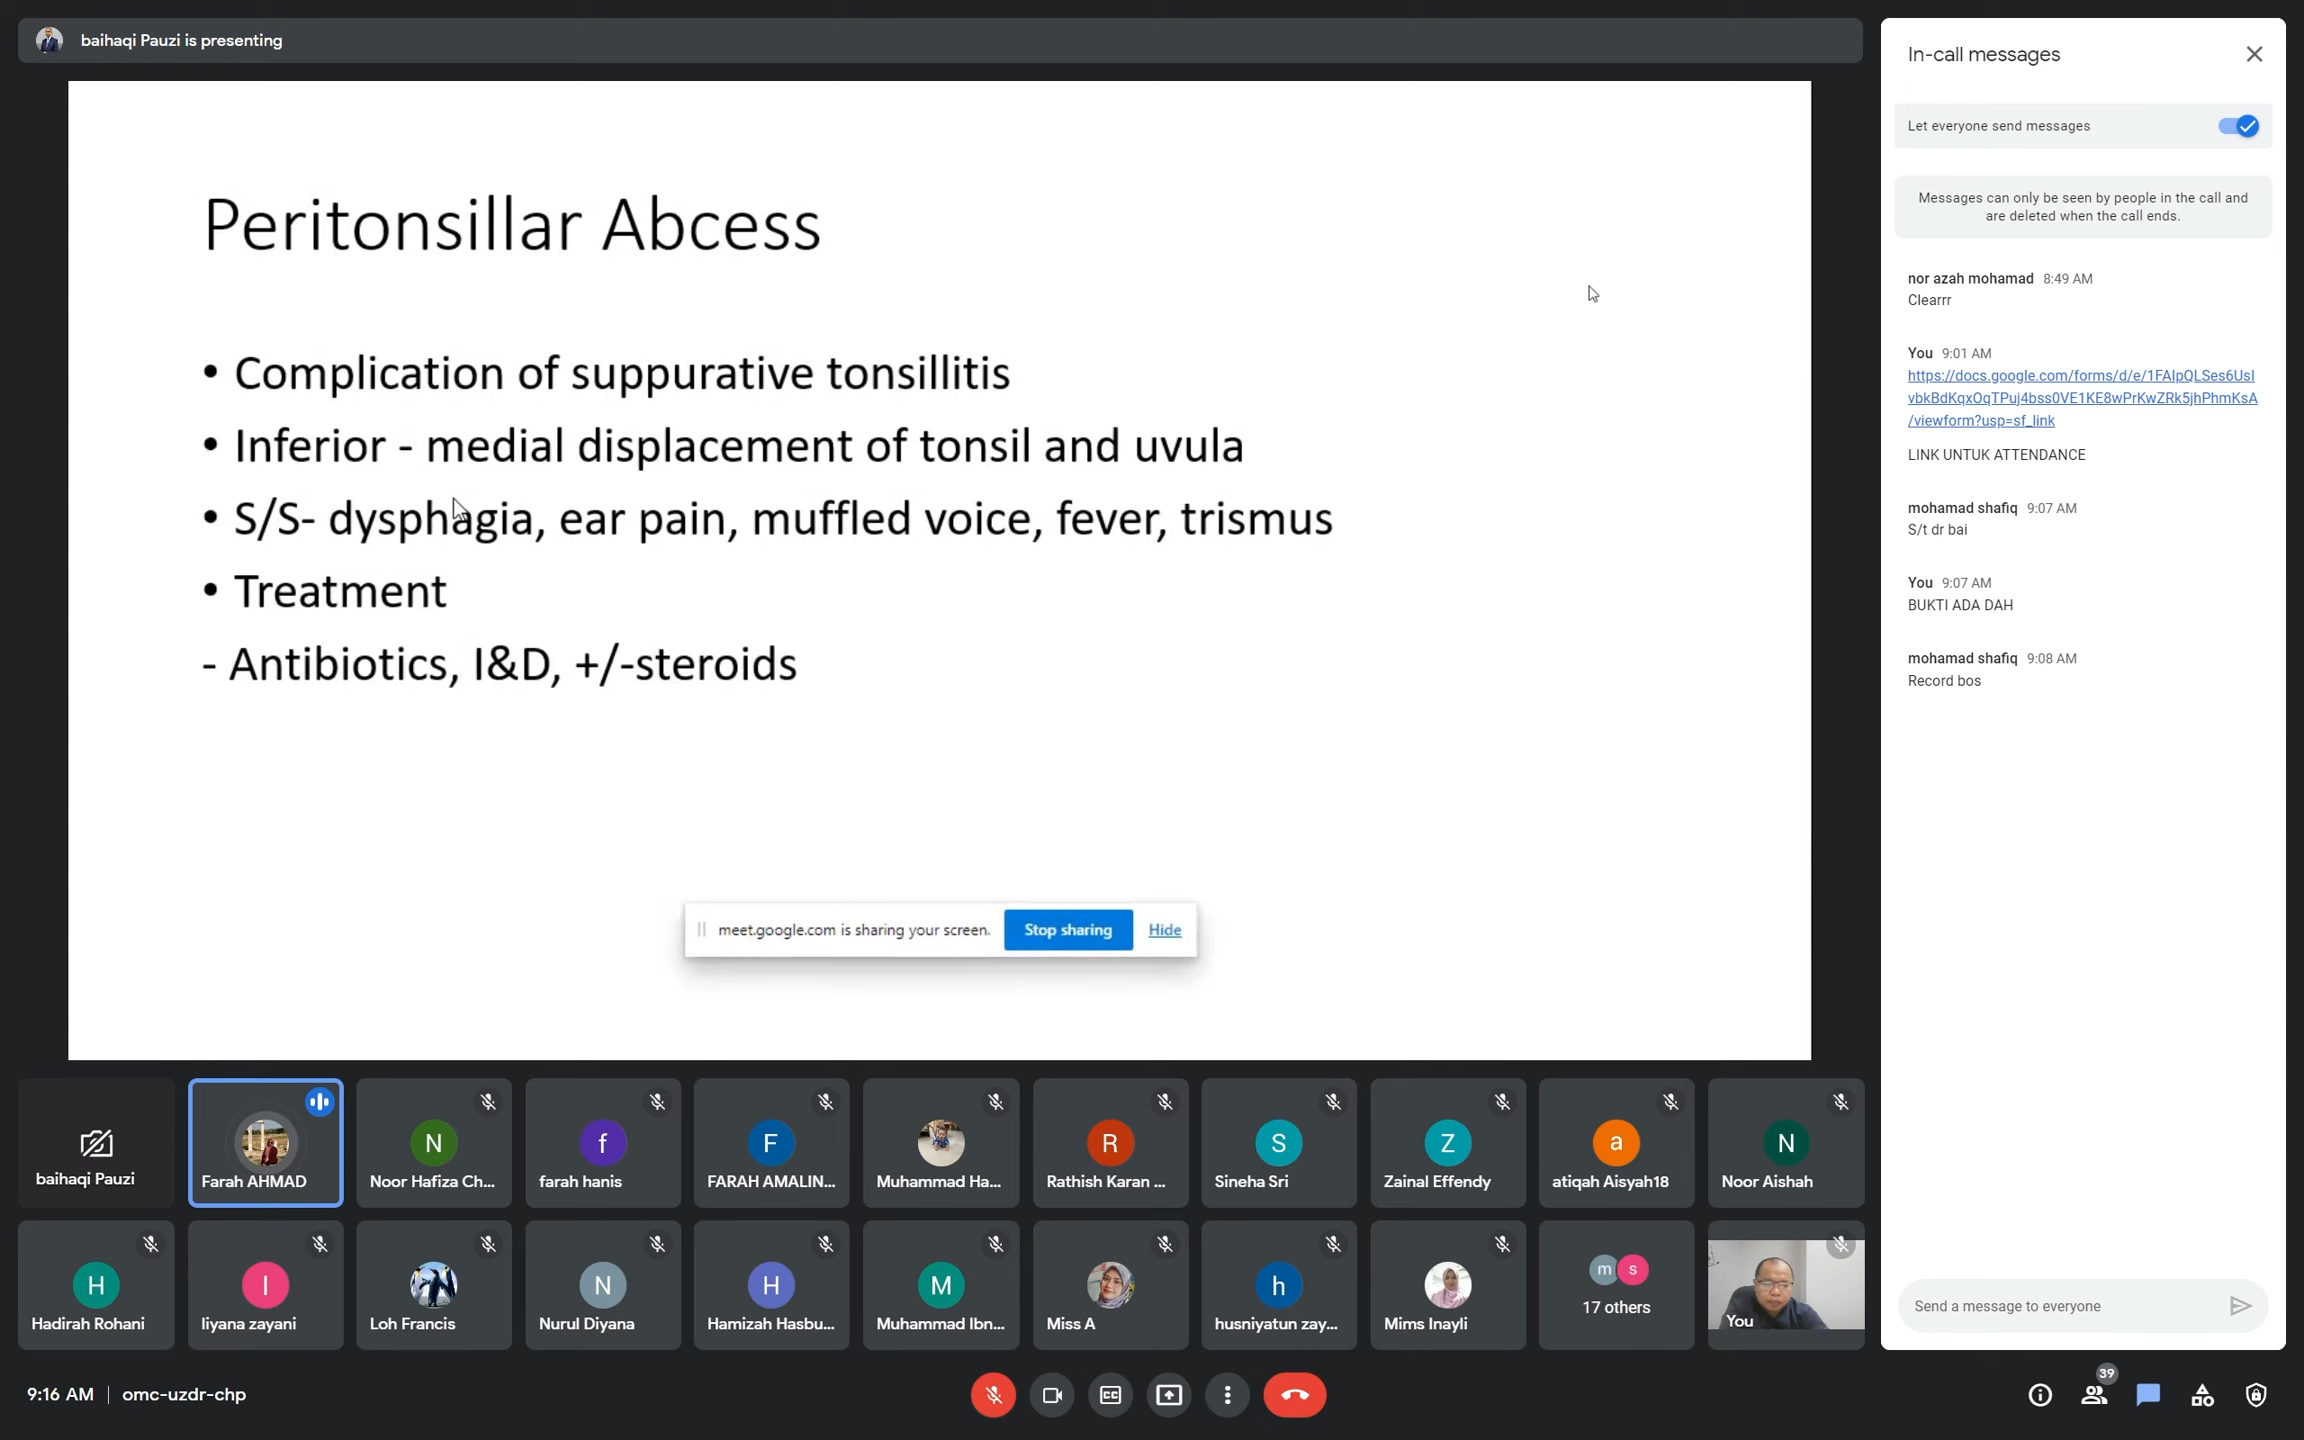 baihaqi Pauzi is presenting
Peritonsillar Abcess
• Complication of suppurative tonsillitis
• Inferior - medial displacement of tonsil and uvula
• S/S- dysphagia, ear pain, muffled voice, fever, trismus
• Treatment
- Antibiotics, I&D, +/-steroids
meet.google.com is sharing your screen.
Stop sharing
Hide
baihaqi Pauzi
Farah AHMAD
N
Noor Hafiza Ch...
f
farah hanis
F
FARAH AMALIN...
Muhammad Ha...
R
Rathish Karan ...
S
Sineha Sri
Z
Zainal Effendy
a
atiqah Aisyah18
N
Noor Aishah
H
Hadirah Rohani
l
liyana zayani
Loh Francis
N
Nurul Diyana
H
Hamizah Hasbu...
M
Muhammad Ibn...
Miss A
h
husniyatun zay...
Mims Inayli
m s
17 others
You
9:16 AM | omc-uzdr-chp
CC
39
In-call messages
Let everyone send messages
Messages can only be seen by people in the call and
are deleted when the call ends.
nor azah mohamad 8:49 AM
Clearrr
You 9:01 AM
https://docs.google.com/forms/d/e/1FAIpQLSes6UsI
vbkBdKqxOqTPuj4bss0VE1KE8wPrKwZRk5jhPhmKsA
/viewform?usp=sf_link
LINK UNTUK ATTENDANCE
mohamad shafiq 9:07 AM
S/t dr bai
You 9:07 AM
BUKTI ADA DAH
mohamad shafiq 9:08 AM
Record bos
Send a message to everyone